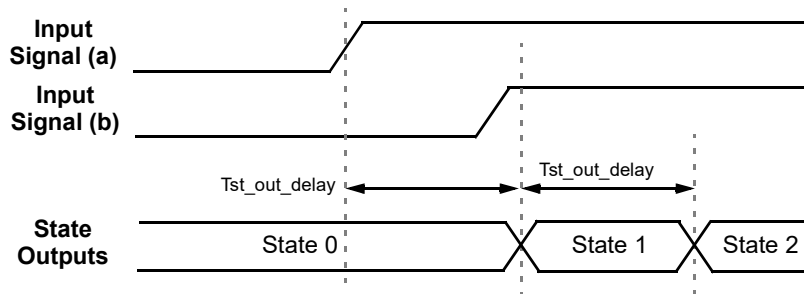 Input
Signal (a)
Input
Signal (b)
Tst_out_delay
Tst_out_delay
State
Outputs
State 0
State 1
State 2